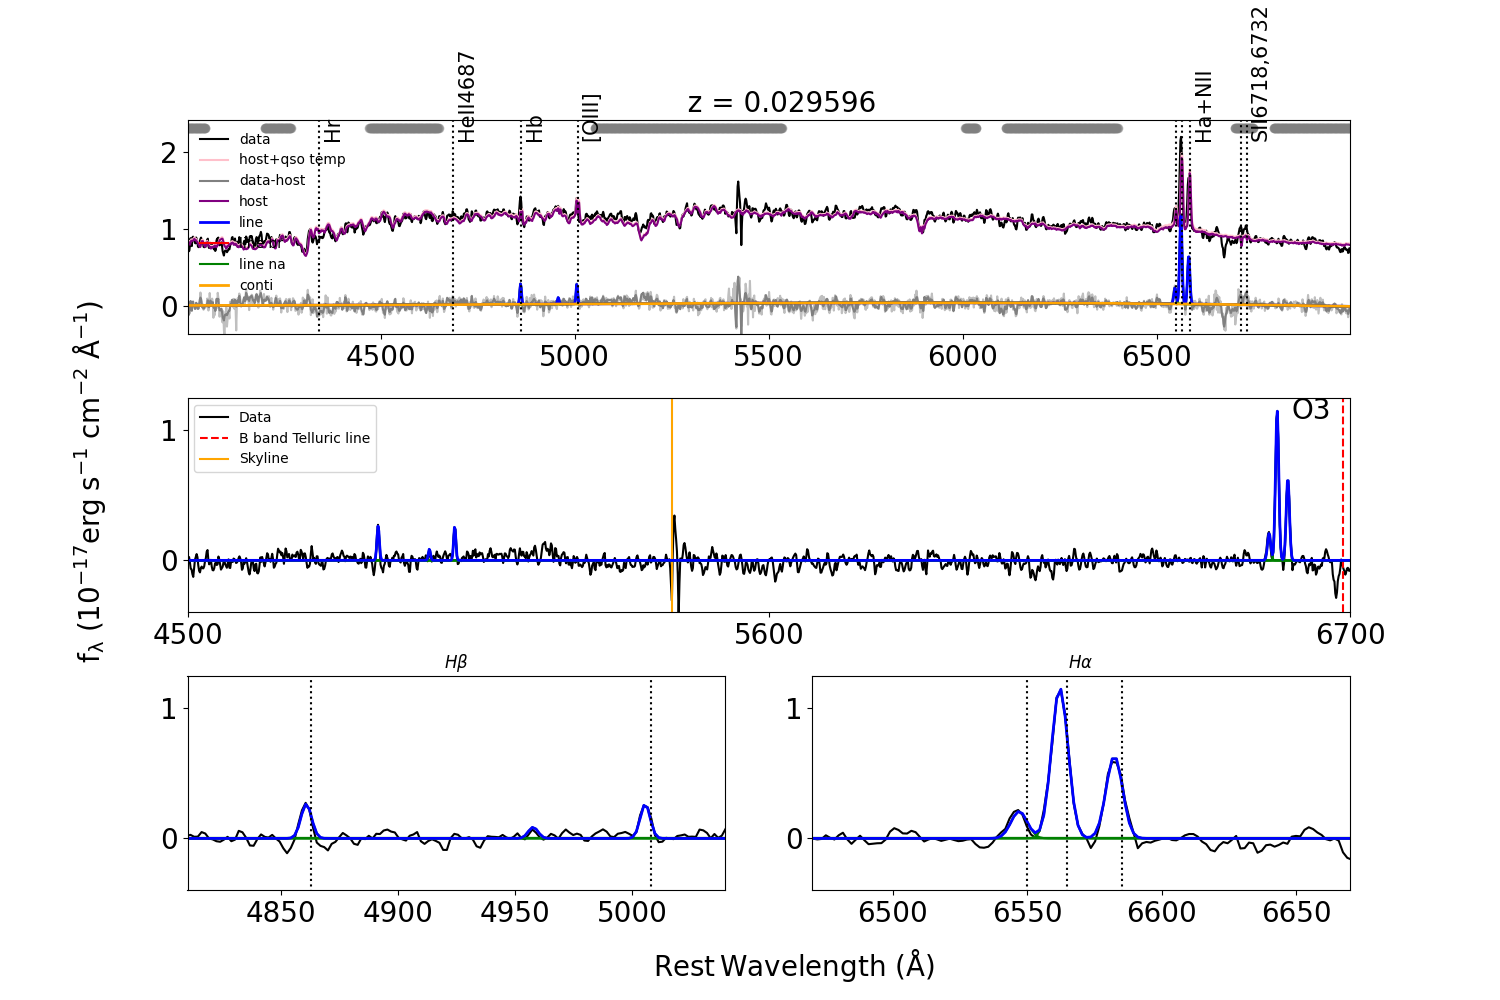 z = 0.029596
Hr
HeII4687
Hb
[OIII]
Ha+NII
SII6718,6732
data
host+qso temp
data-host
host
line
line na
conti
2
1
0
4500 5000 5500 6000 6500
Data
B band Telluric line
Skyline
O3
1
0
4500 5600 6700
fλ (10⁻¹⁷erg s⁻¹ cm⁻² Å⁻¹)
Hβ
1
0
4850 4900 4950 5000
Hα
1
0
6500 6550 6600 6650
Rest Wavelength (Å)